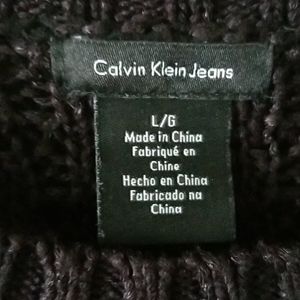 Calvin Klein Jeans
L/G
Made in China
Fabriqué en
Chine
Hecho en China
Fabricado na
China